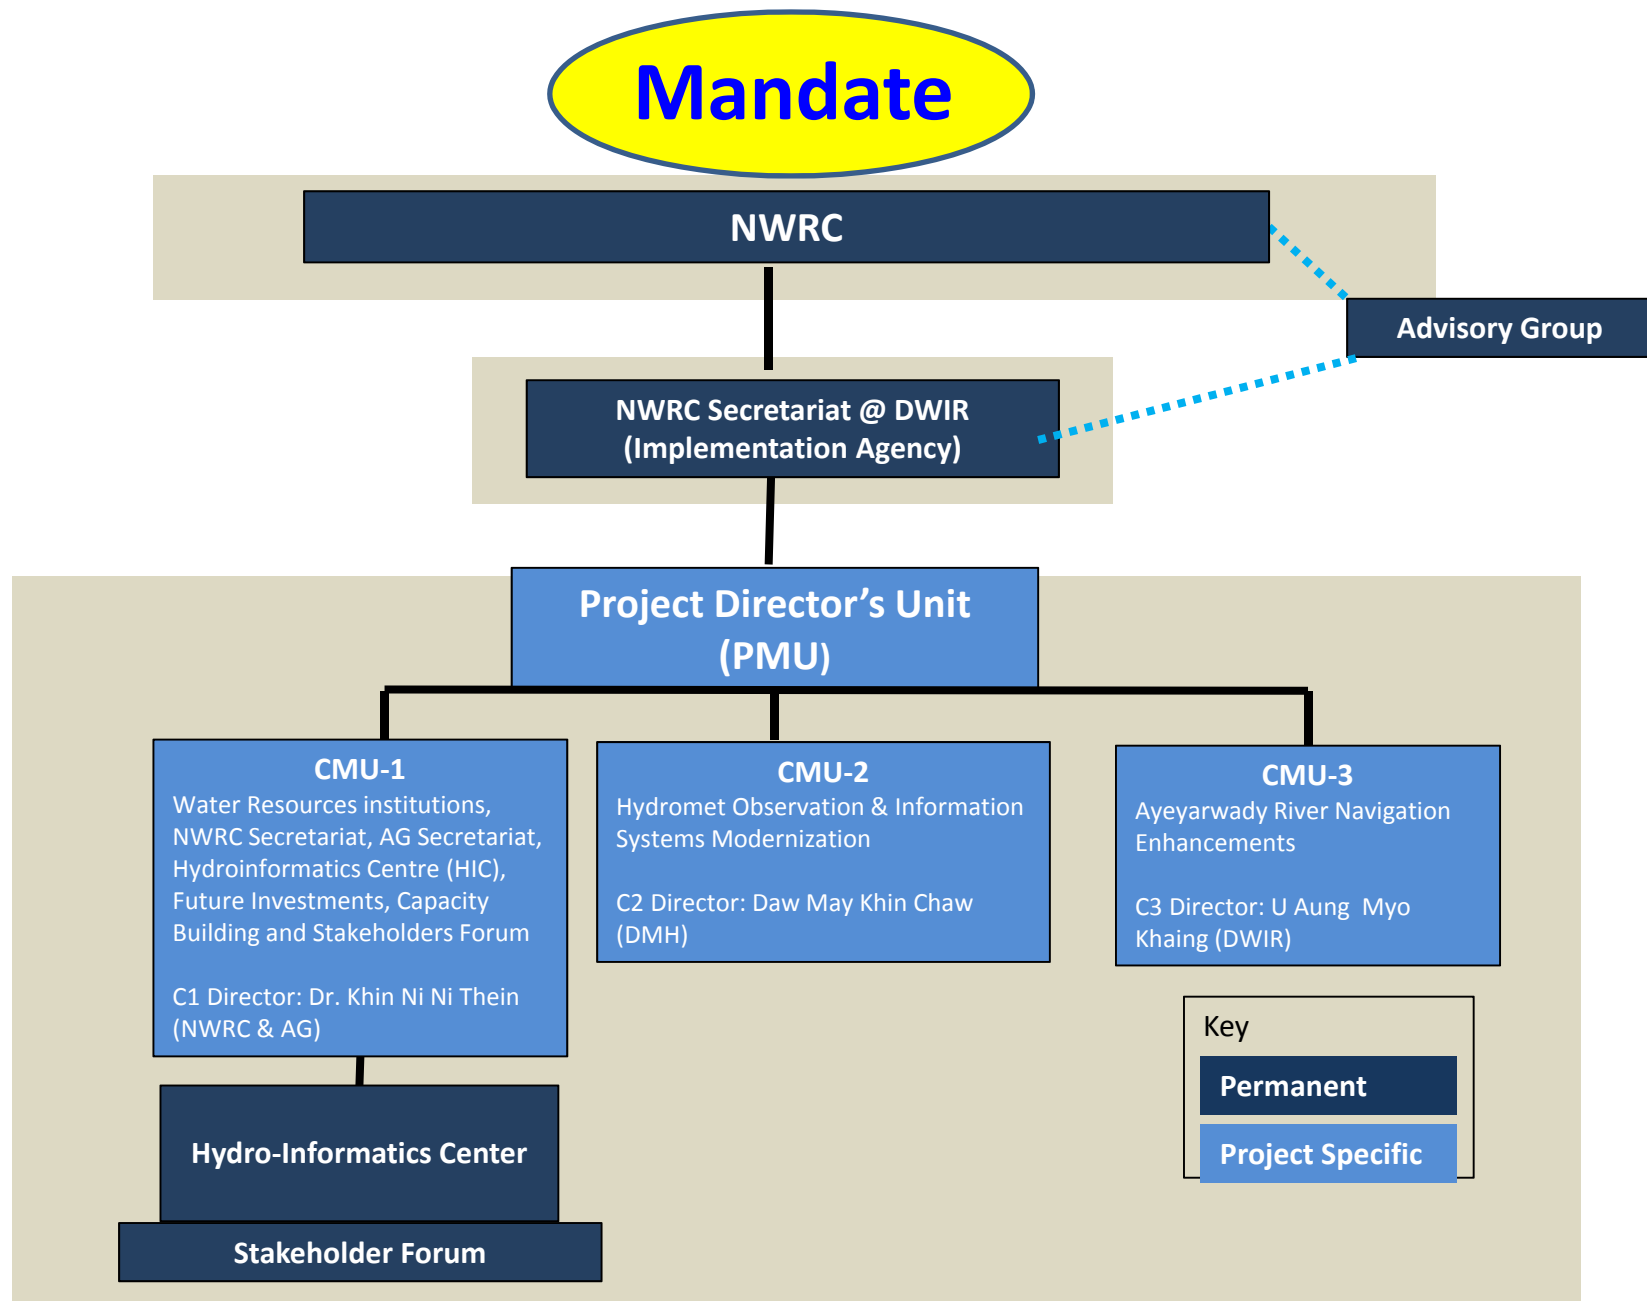 Mandate
NWRC
Advisory Group
NWRC Secretariat @ DWIR
(Implementation Agency)
Project Director’s Unit
(PMU)
CMU-1
Water Resources institutions,
NWRC Secretariat, AG Secretariat,
Hydroinformatics Centre (HIC),
Future Investments, Capacity
Building and Stakeholders Forum
C1 Director: Dr. Khin Ni Ni Thein
(NWRC & AG)
CMU-2
Hydromet Observation & Information
Systems Modernization
C2 Director: Daw May Khin Chaw
(DMH)
CMU-3
Ayeyarwady River Navigation
Enhancements
C3 Director: U Aung  Myo
Khaing (DWIR)
Key
Permanent
Project Specific
Hydro-Informatics Center
Stakeholder Forum